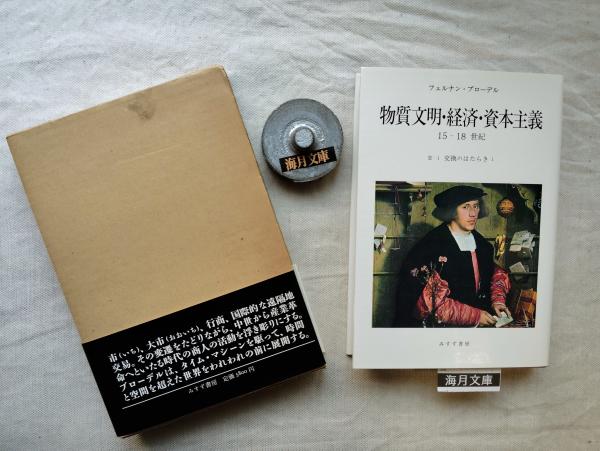 市(いち)、大市(おおいち)、行商、国際的な遠隔地
交易。その変遷をたどりながら、中世から産業革
命へといたる時代の商人の活動を浮き彫りにする。
ブローデルは、タイム・マシーンを駆って、時間
と空間を超えた世界をわれわれの前に展開する。
みすず書房 定価 5800円
海月文庫
フェルナン・ブローデル
物質文明・経済・資本主義
15-18 世紀
交換のはたらき 1
みすず書房
海月文庫